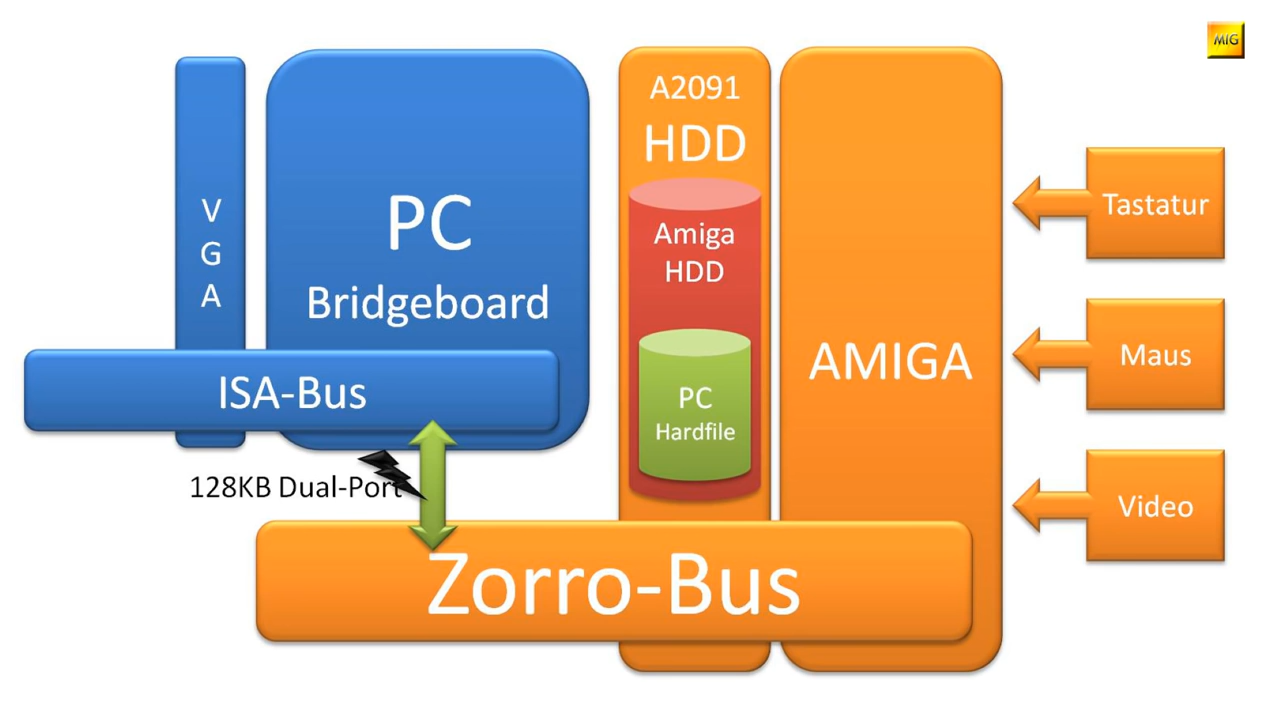 MIG
V
G
A
PC
Bridgeboard
ISA-Bus
128KB Dual-Port
A2091
HDD
Amiga
HDD
PC
Hardfile
AMIGA
Zorro-Bus
Tastatur
Maus
Video